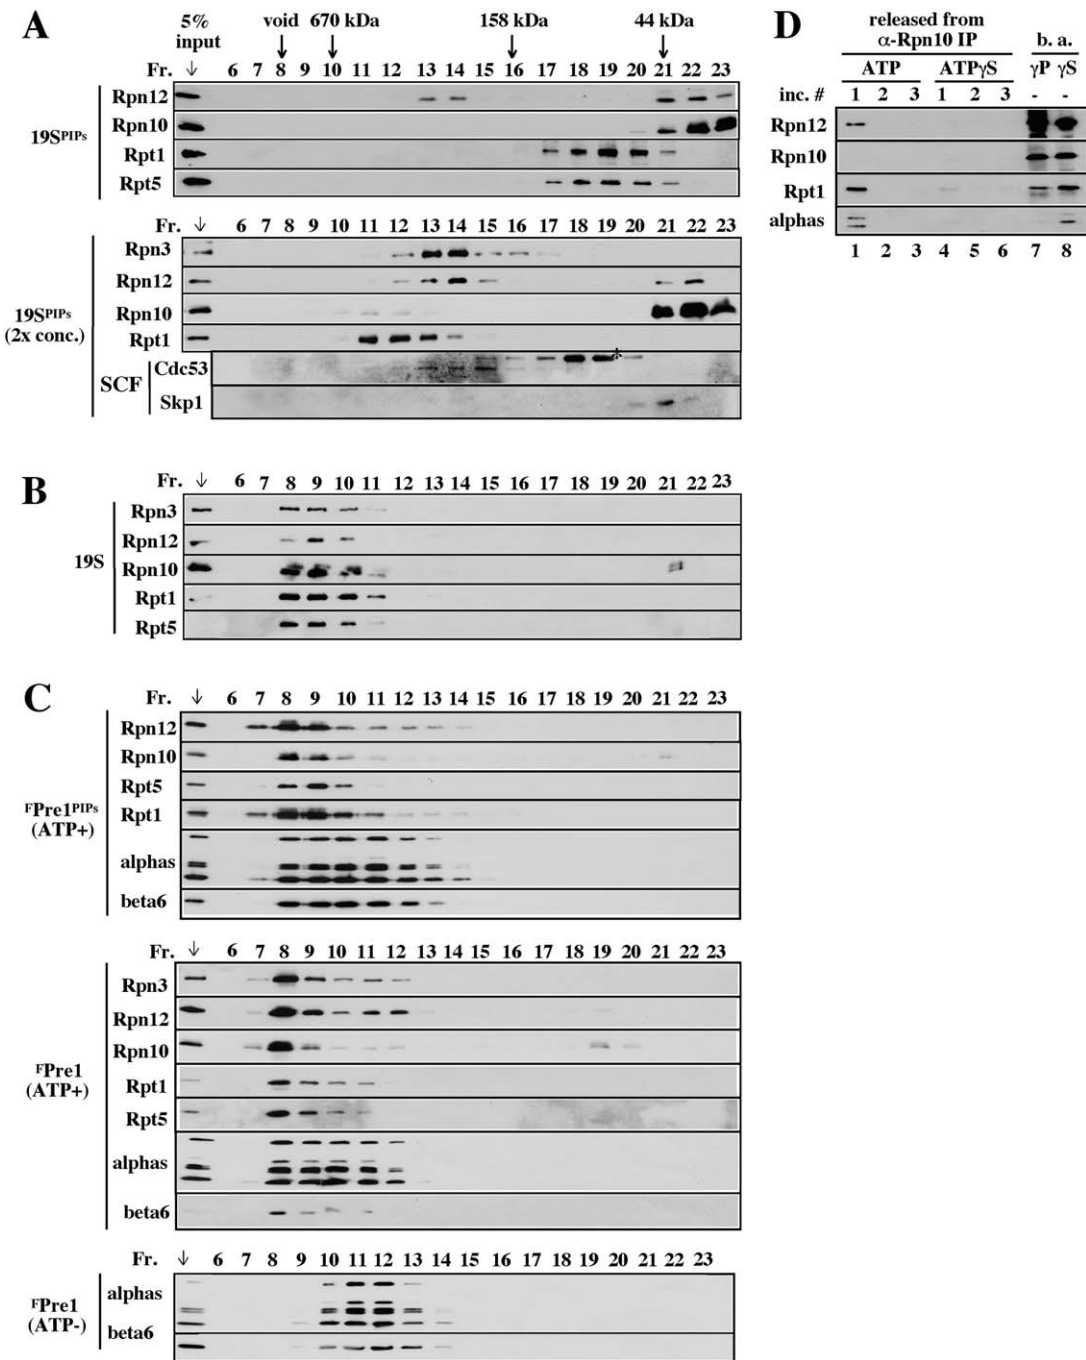 A
5% input
void 670 kDa 158 kDa 44 kDa
Fr. ↓ 6 7 8 9 10 11 12 13 14 15 16 17 18 19 20 21 22 23
19S^PIPs
Rpn12
Rpn10
Rpt1
Rpt5
Fr. ↓ 6 7 8 9 10 11 12 13 14 15 16 17 18 19 20 21 22 23
19S^PIPs
(2x conc.)
Rpn3
Rpn12
Rpn10
Rpt1
SCF
Cdc53 *
Skp1
B
Fr. ↓ 6 7 8 9 10 11 12 13 14 15 16 17 18 19 20 21 22 23
19S
Rpn3
Rpn12
Rpn10
Rpt1
Rpt5
C
Fr. ↓ 6 7 8 9 10 11 12 13 14 15 16 17 18 19 20 21 22 23
^FPre1^PIPs
(ATP+)
Rpn12
Rpn10
Rpt5
Rpt1
alphas
beta6
Fr. ↓ 6 7 8 9 10 11 12 13 14 15 16 17 18 19 20 21 22 23
^FPre1
(ATP+)
Rpn3
Rpn12
Rpn10
Rpt1
Rpt5
alphas
beta6
Fr. ↓ 6 7 8 9 10 11 12 13 14 15 16 17 18 19 20 21 22 23
^FPre1
(ATP-)
alphas
beta6
D
released from
α-Rpn10 IP b. a.
ATP ATPγS γP γS
inc. # 1 2 3 1 2 3 - -
Rpn12
Rpn10
Rpt1
alphas
1 2 3 4 5 6 7 8